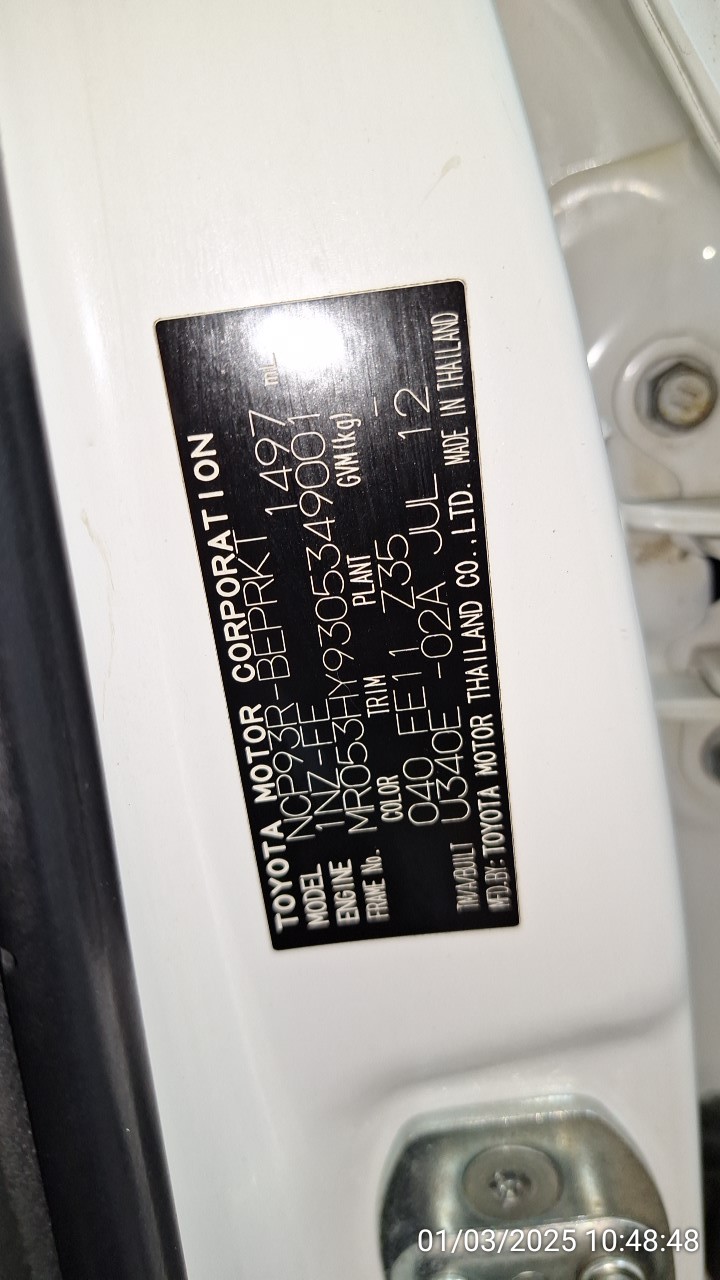 TOYOTA MOTOR CORPORATION
MODEL NCP93R-BEPRKT 1497 mL
ENGINE 1NZ-FE
FRAME No. MR053HY9305349001
COLOR TRIM PLANT GVM(kg)
040 FE11 Z35 -
TM/A/BUILT U340E -02A JUL 12
MFD.BY: TOYOTA MOTOR THAILAND CO.,LTD. MADE IN THAILAND
01/03/2025 10:48:48